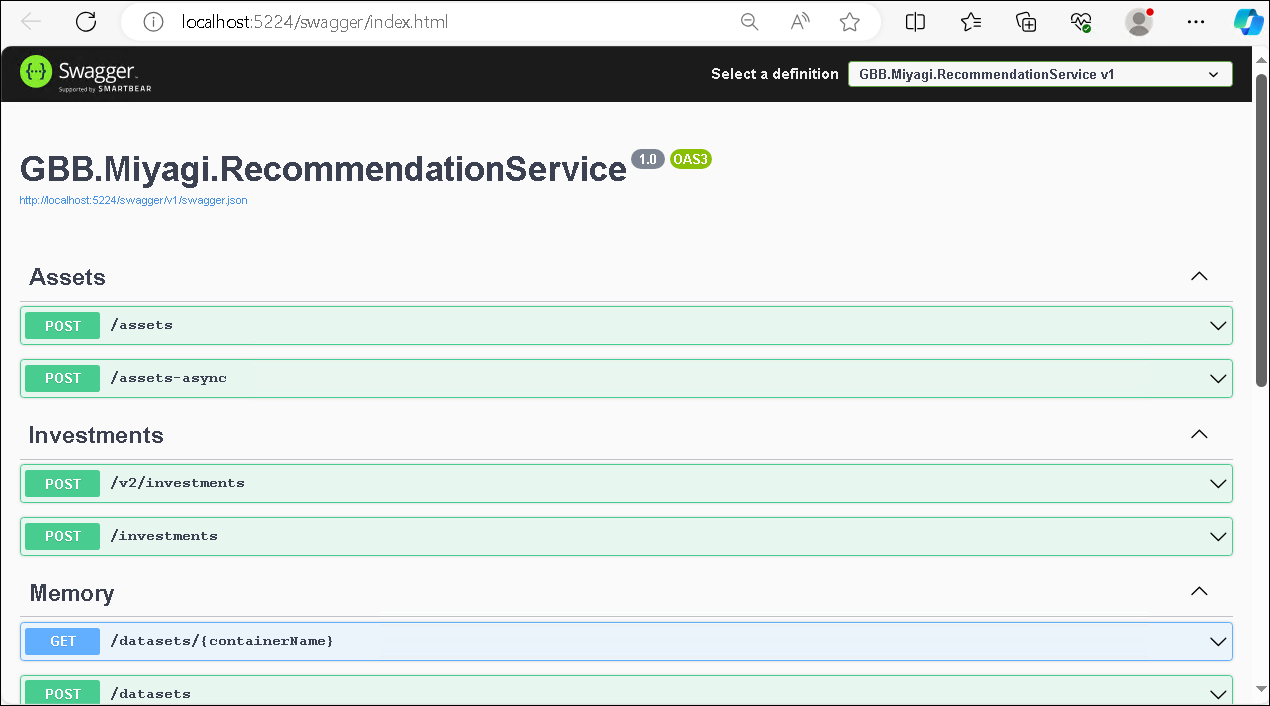 localhost:5224/swagger/index.html
Swagger.
Supported by SMARTBEAR
Select a definition
GBB.Miyagi.RecommendationService v1
GBB.Miyagi.RecommendationService 1.0 OAS3
http://localhost:5224/swagger/v1/swagger.json
Assets
POST /assets
POST /assets-async
Investments
POST /v2/investments
POST /investments
Memory
GET /datasets/{containerName}
POST /datasets